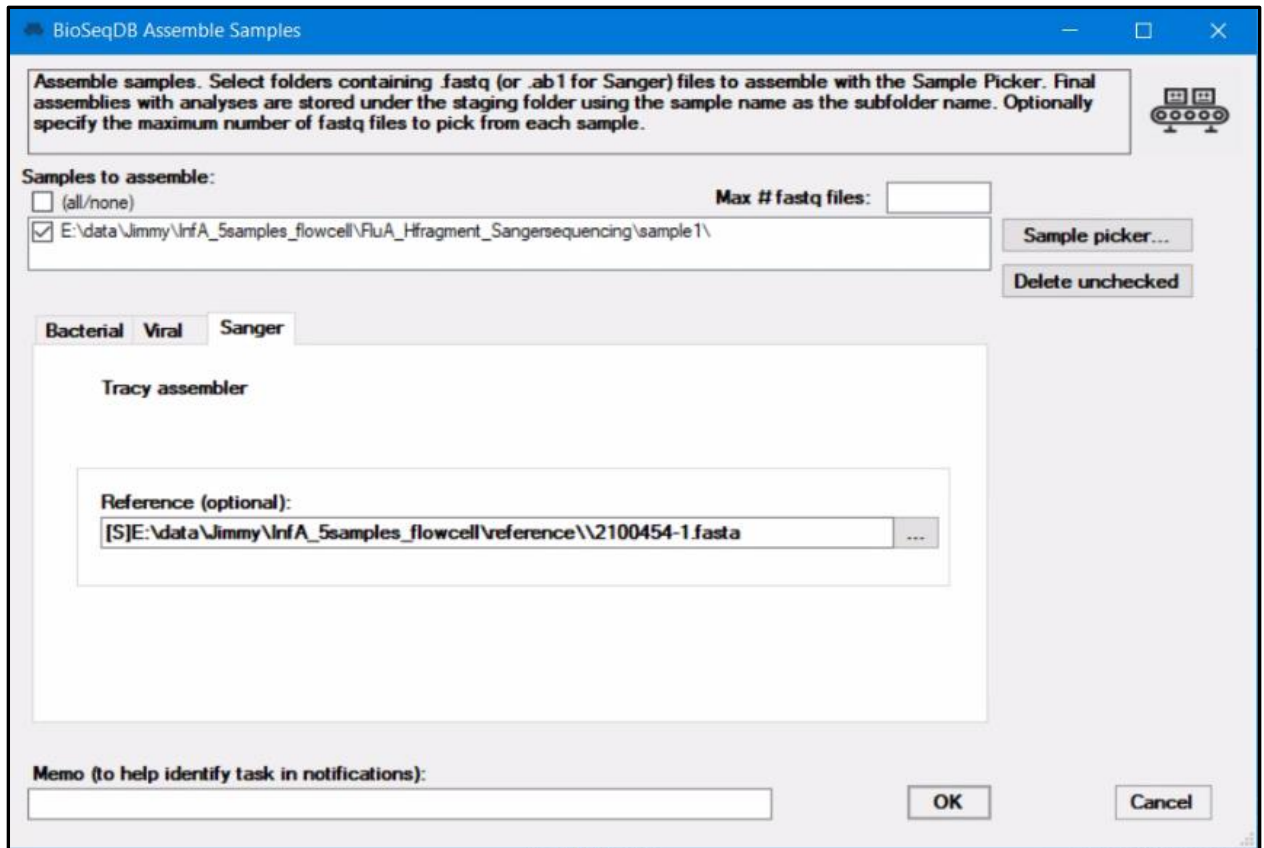 BioSeqDB Assemble Samples
Assemble samples. Select folders containing .fastq (or .ab1 for Sanger) files to assemble with the Sample Picker. Final
assemblies with analyses are stored under the staging folder using the sample name as the subfolder name. Optionally
specify the maximum number of fastq files to pick from each sample.
Samples to assemble:
(all/none)
Max # fastq files:
E:\data\Jimmy\InfA_5samples_flowcell\FluA_Hfragment_Sangersequencing\sample1\
Sample picker...
Delete unchecked
Bacterial Viral Sanger
Tracy assembler
Reference (optional):
[S]E:\data\Jimmy\InfA_5samples_flowcell\reference\\2100454-1.fasta
...
Memo (to help identify task in notifications):
OK
Cancel